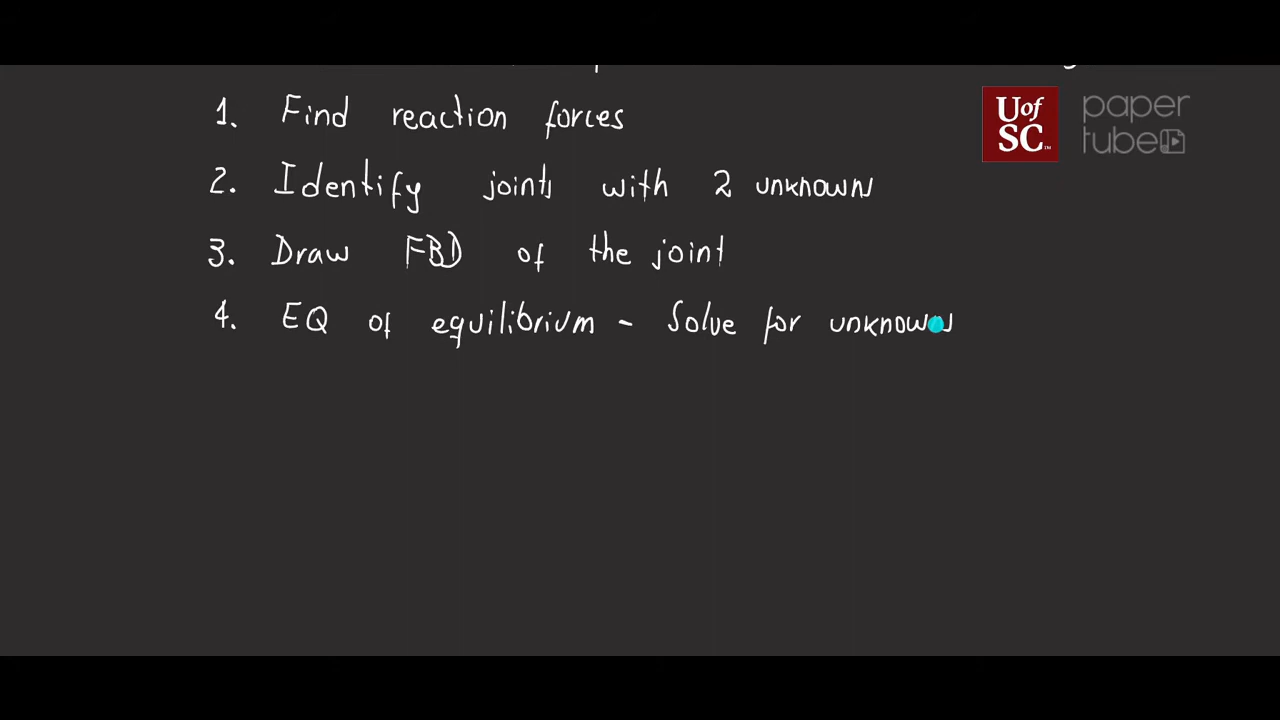 1. Find reaction forces
2. Identify joints with 2 unknowns
3. Draw FBD of the joint
4. EQ of equilibrium - Solve for unknowns
U of SC™
paper tube